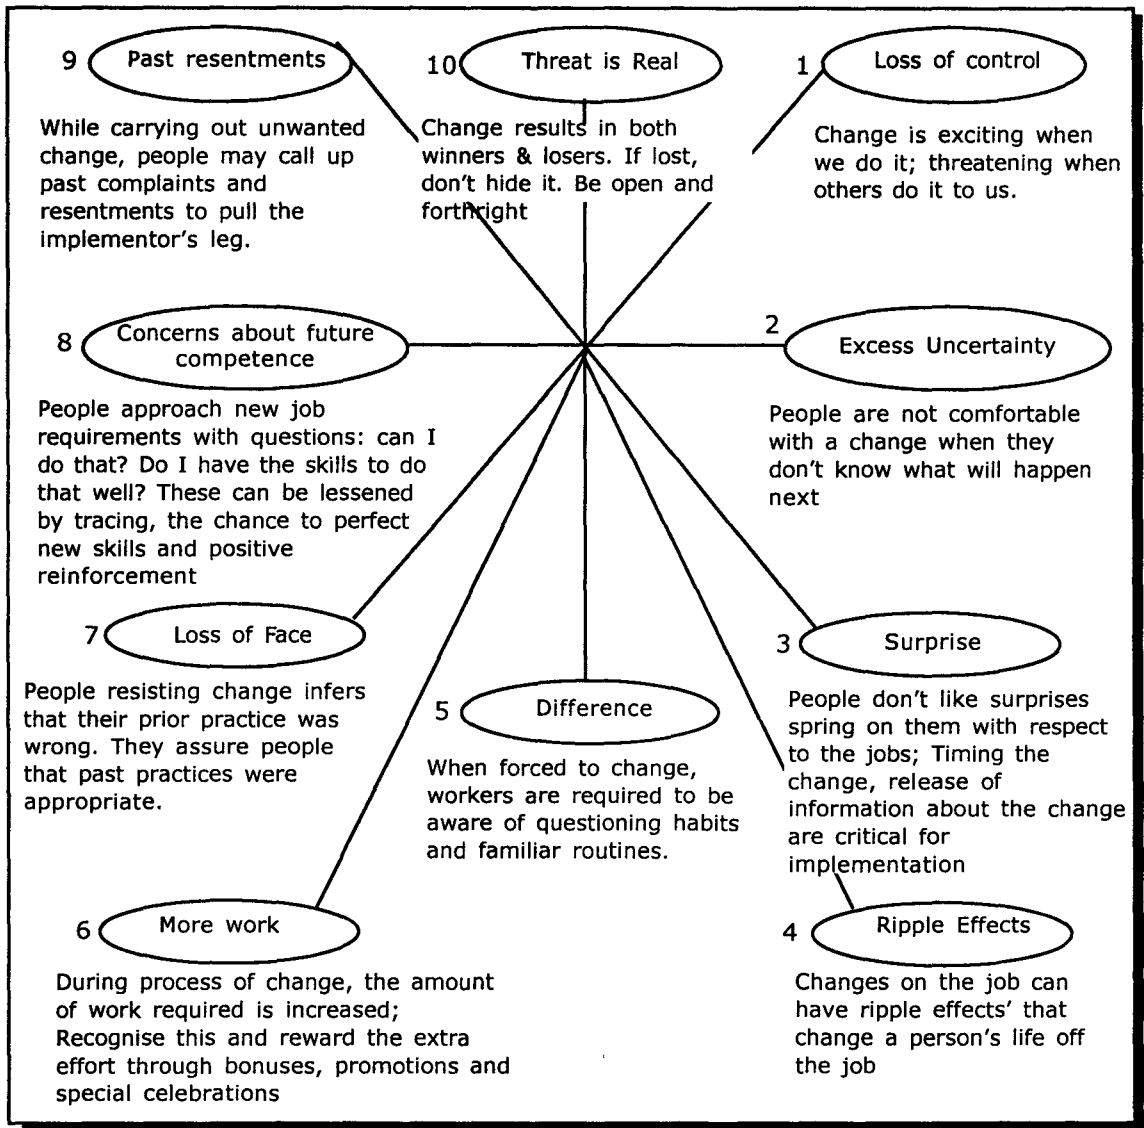 9
Past resentments
While carrying out unwanted
change, people may call up
past complaints and
resentments to pull the
implementor's leg.
10
Threat is Real
Change results in both
winners & losers. If lost,
don't hide it. Be open and
forthright
1
Loss of control
Change is exciting when
we do it; threatening when
others do it to us.
8
Concerns about future
competence
People approach new job
requirements with questions: can I
do that? Do I have the skills to do
that well? These can be lessened
by tracing, the chance to perfect
new skills and positive
reinforcement
2
Excess Uncertainty
People are not comfortable
with a change when they
don't know what will happen
next
7
Loss of Face
People resisting change infers
that their prior practice was
wrong. They assure people
that past practices were
appropriate.
5
Difference
When forced to change,
workers are required to be
aware of questioning habits
and familiar routines.
3
Surprise
People don't like surprises
spring on them with respect
to the jobs; Timing the
change, release of
information about the change
are critical for
implementation
6
More work
During process of change, the amount
of work required is increased;
Recognise this and reward the extra
effort through bonuses, promotions and
special celebrations
4
Ripple Effects
Changes on the job can
have ripple effects' that
change a person's life off
the job